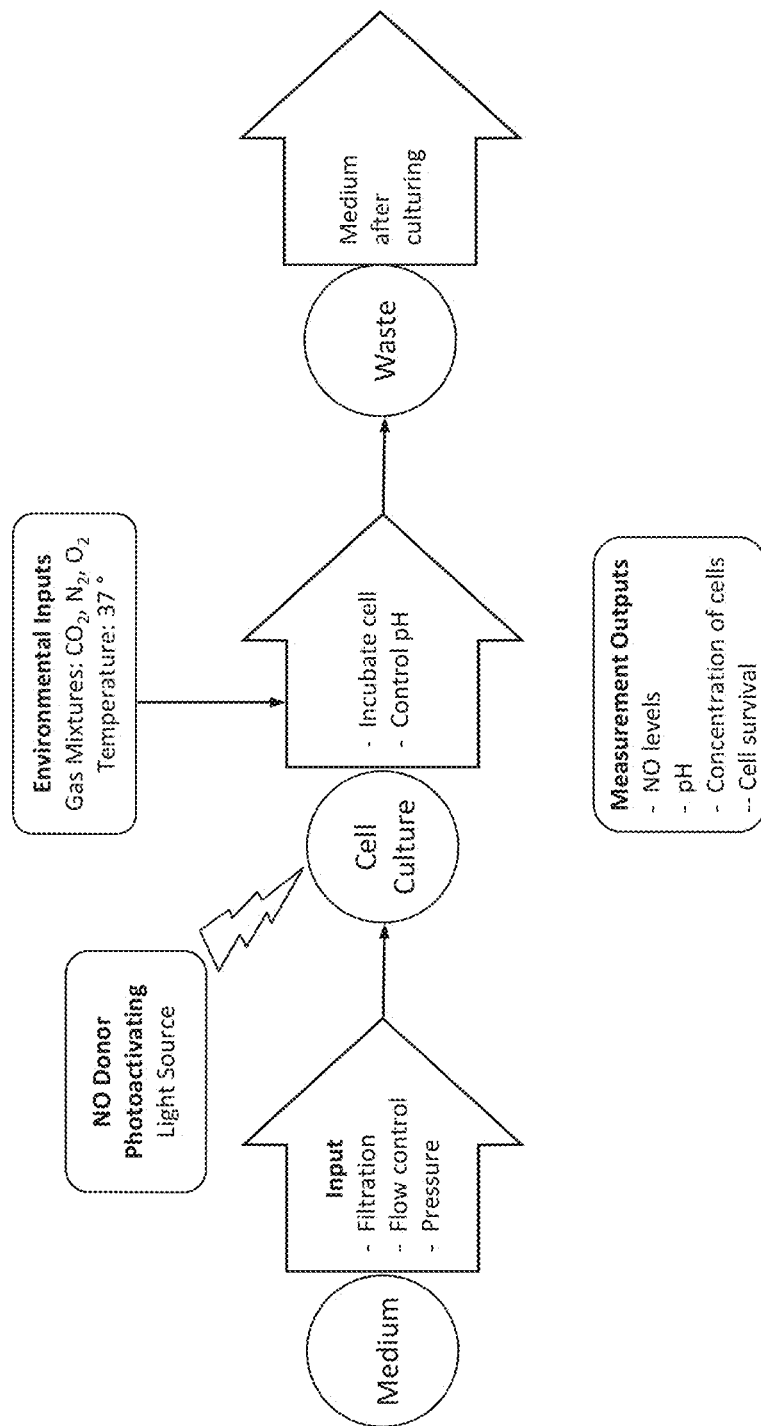 Medium
Input
- Filtration
- Flow control
- Pressure
NO Donor
Photoactivating
Light Source
Cell
Culture
Environmental Inputs
Gas Mixtures: CO₂, N₂, O₂
Temperature: 37°
- Incubate cell
- Control pH
Waste
Medium
after
culturing
Measurement Outputs
- NO levels
- pH
- Concentration of cells
-- Cell survival